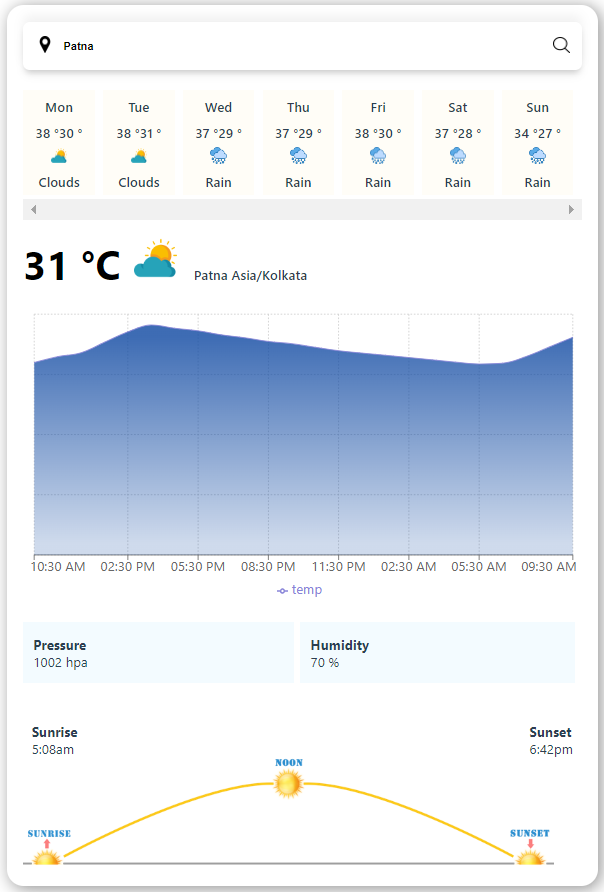 Patna
Mon Tue Wed Thu Fri Sat Sun
38 °30 ° 38 °31 ° 37 °29 ° 37 °29 ° 38 °30 ° 37 °28 ° 34 °27 °
Clouds Clouds Rain Rain Rain Rain Rain
31 °C Patna Asia/Kolkata
10:30 AM 02:30 PM 05:30 PM 08:30 PM 11:30 PM 02:30 AM 05:30 AM 09:30 AM
temp
Pressure Humidity
1002 hpa 70 %
Sunrise Sunset
5:08am 6:42pm
NOON
SUNRISE SUNSET